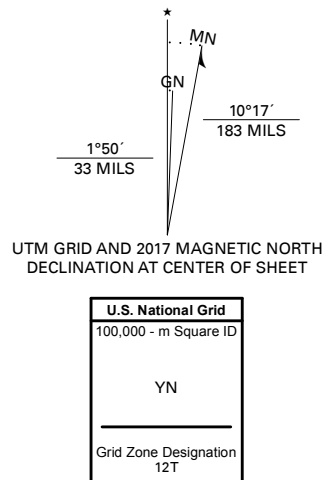 ★
MN
GN
1°50´
33 MILS
10°17´
183 MILS
UTM GRID AND 2017 MAGNETIC NORTH
DECLINATION AT CENTER OF SHEET
U.S. National Grid
100,000 - m Square ID
YN
Grid Zone Designation
12T